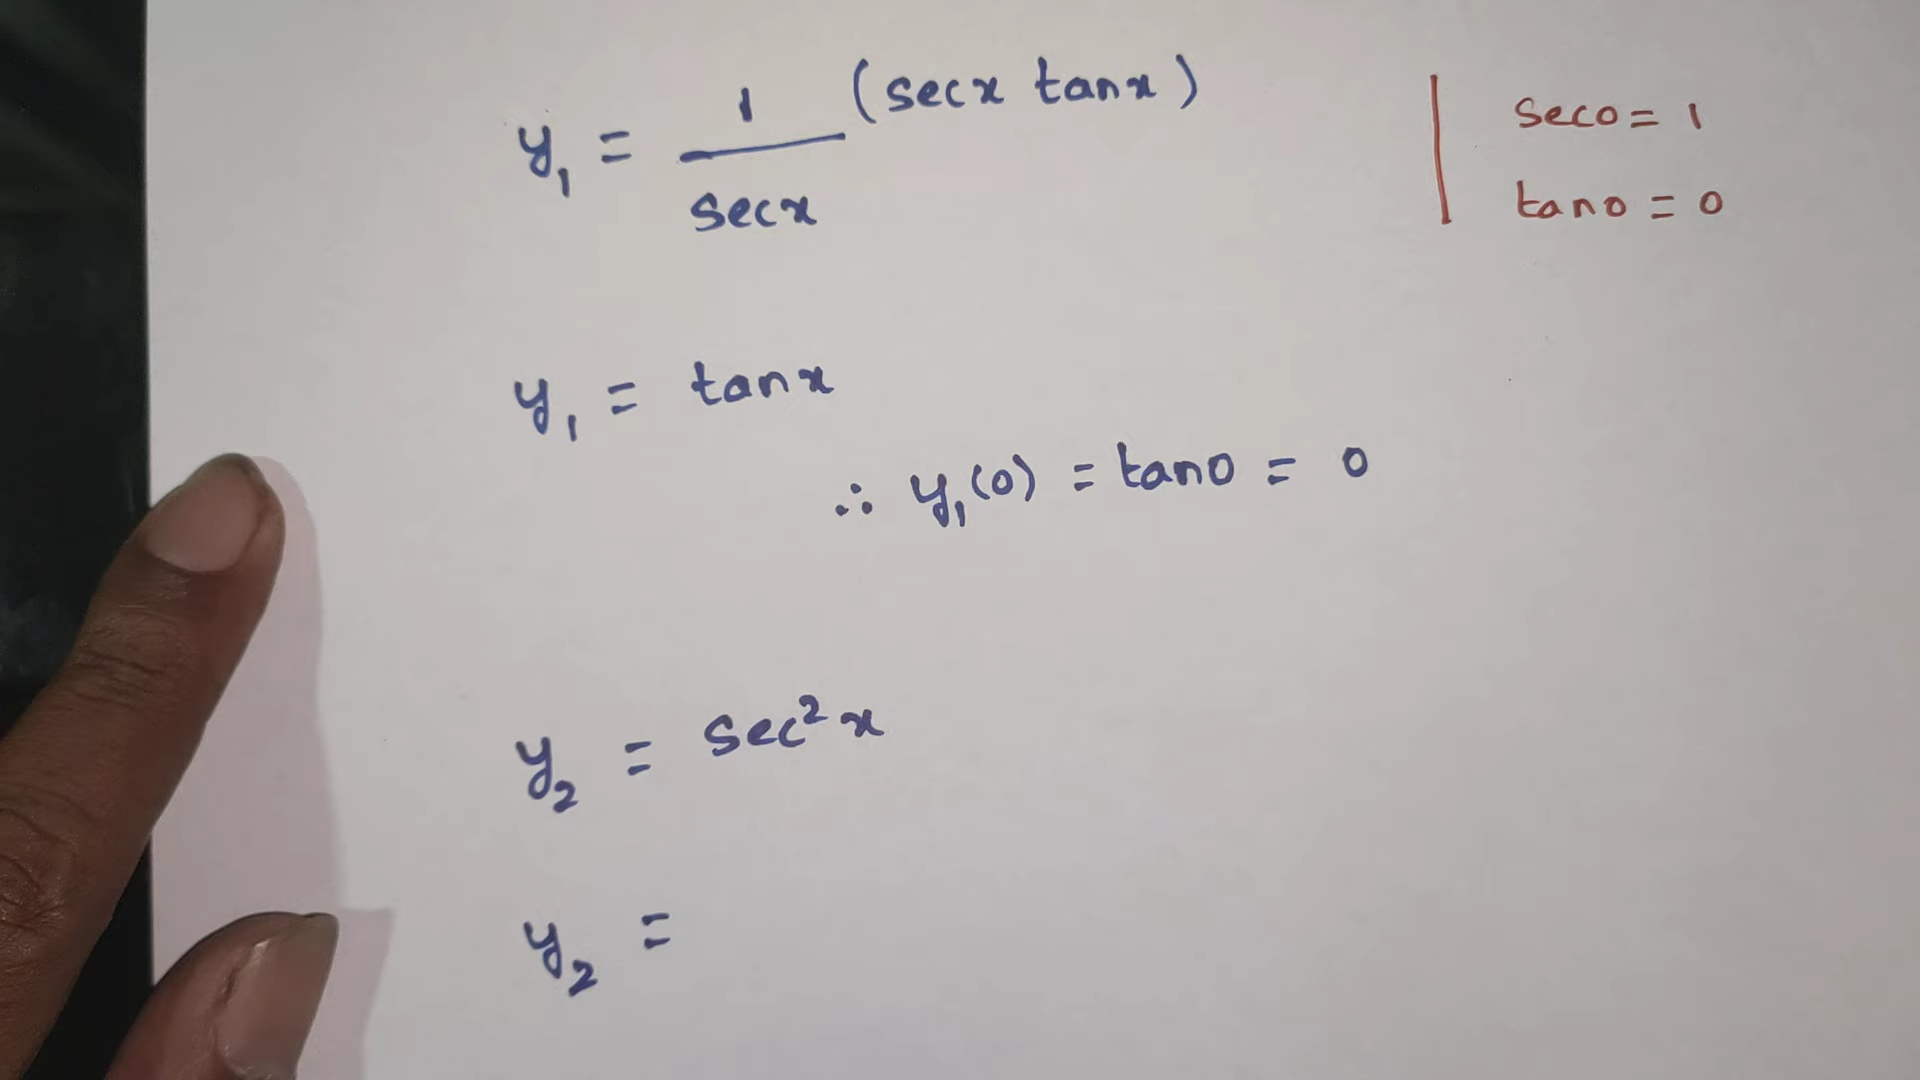 y₁ = 1/secx (secx tanx)
sec0 = 1
tan0 = 0
y₁ = tanx
∴ y₁(0) = tan0 = 0
y₂ = sec²x
y₂ =